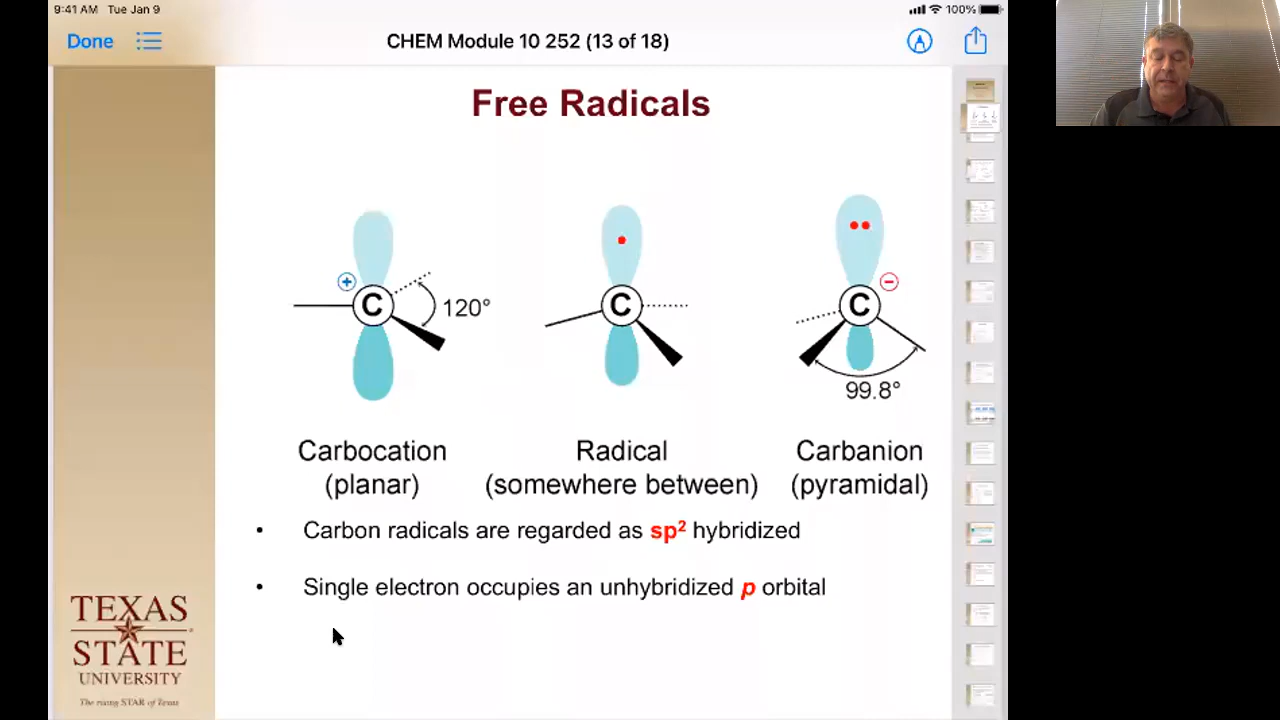 9:41 AM Tue Jan 9
100%
Done
CHEM Module 10 252 (13 of 18)
Free Radicals
+
C
120°
C
C
−
99.8°
Carbocation
(planar)
Radical
(somewhere between)
Carbanion
(pyramidal)
• Carbon radicals are regarded as sp² hybridized
• Single electron occupies an unhybridized p orbital
TEXAS
STATE
UNIVERSITY
The rising STAR of Texas